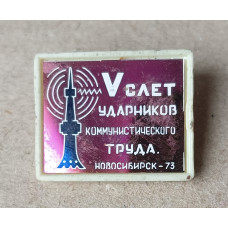 V слет
ударников
коммунистического
труда.
Новосибирск - 73